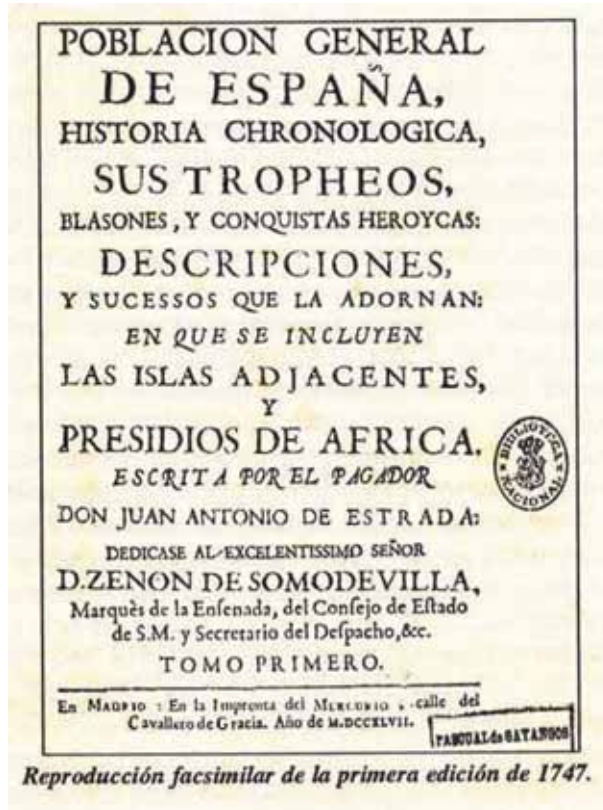 POBLACION GENERAL
DE ESPAÑA,
HISTORIA CHRONOLOGICA,
SUS TROPHEOS,
BLASONES, Y CONQUISTAS HEROYCAS:
DESCRIPCIONES,
Y SUCESSOS QUE LA ADORNAN:
EN QUE SE INCLUYEN
LAS ISLAS ADJACENTES,
Y
PRESIDIOS DE AFRICA.
ESCRITA POR EL PAGADOR
DON JUAN ANTONIO DE ESTRADA:
DEDICASE AL EXCELENTISSIMO SEÑOR
D. ZENON DE SOMODEVILLA,
Marquès de la Enſenada, del Conſejo de Eſtado
de S.M. y Secretario del Deſpacho, &c.
TOMO PRIMERO.
En MADRID : En la Imprenta del MERCURIO, calle del
Cavallero de Gracia. Año de M.DCCXLVII.
BIBLIOTECA NACIONAL
PASCUAL de GAYANGOS
Reproducción facsimilar de la primera edición de 1747.